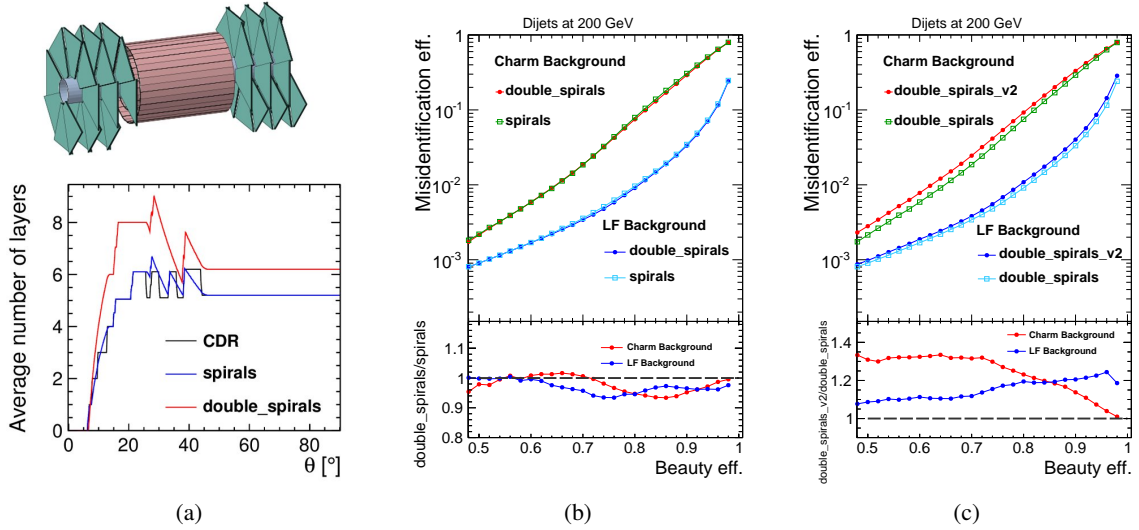 Average number of layers
8
6
4
2
0
CDR
spirals
double_spirals
0 20 40 60 80
θ [°]
(a)
Dijets at 200 GeV
Misidentification eff.
1
10⁻¹
10⁻²
10⁻³
Charm Background
double_spirals
spirals
LF Background
double_spirals
spirals
double_spirals/spirals
1.1
1
0.9
0.8
Charm Background
LF Background
0.5 0.6 0.7 0.8 0.9 1
Beauty eff.
(b)
Dijets at 200 GeV
Misidentification eff.
1
10⁻¹
10⁻²
10⁻³
Charm Background
double_spirals_v2
double_spirals
LF Background
double_spirals_v2
double_spirals
double_spirals_v2/double_spirals
1.4
1.2
1
Charm Background
LF Background
0.5 0.6 0.7 0.8 0.9 1
Beauty eff.
(c)